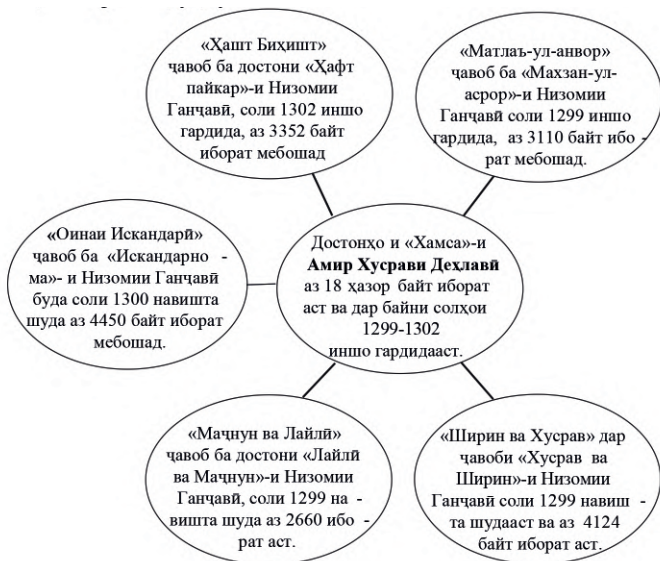 «Ҳашт Биҳишт»
ҷавоб ба достони «Ҳафт
пайкар»-и Низомии
Ганҷавӣ, соли 1302 иншо
гардида, аз 3352 байт
иборат мебошад
«Матлаъ-ул-анвор»
ҷавоб ба «Махзан-ул-
асрор»-и Низомии
Ганҷавӣ соли 1299 иншо
гардида, аз 3110 байт ибо -
рат мебошад.
«Оинаи Искандарӣ»
ҷавоб ба «Искандарно -
ма»- и Низомии Ганҷавӣ
буда соли 1300 навишта
шуда аз 4450 байт иборат
мебошад.
Достонҳо и «Хамса»-и
Амир Хусрави Деҳлавӣ
аз 18 ҳазор байт иборат
аст ва дар байни солҳои
1299-1302
иншо гардидааст.
«Маҷнун ва Лайлӣ»
ҷавоб ба достони «Лайлӣ
ва Маҷнун»-и Низомии
Ганҷавӣ, соли 1299 на -
вишта шуда аз 2660 ибо -
рат аст.
«Ширин ва Хусрав» дар
ҷавоби «Хусрав ва
Ширин»-и Низомии
Ганҷавӣ соли 1299 навиш -
та шудааст ва аз 4124
байт иборат аст.